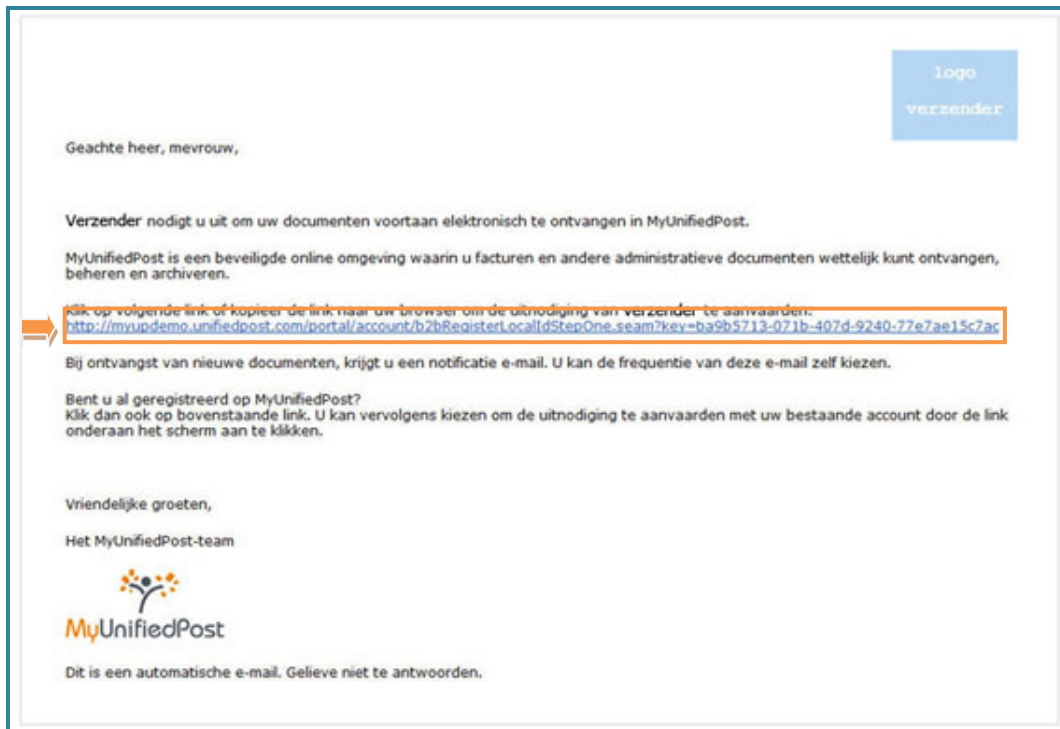 logo
verzender
Geachte heer, mevrouw,
Verzender nodigt u uit om uw documenten voortaan elektronisch te ontvangen in MyUnifiedPost.
MyUnifiedPost is een beveiligde online omgeving waarin u facturen en andere administratieve documenten wettelijk kunt ontvangen,
beheren en archiveren.
Klik op volgende link of kopieer de link naar uw browser om de uitnodiging van verzender te aanvaarden:
http://myupdemo.unifiedpost.com/portal/account/b2bRegisterLocalIdStepOne.seam?key=ba9b5713-071b-407d-9240-77e7ae15c7ac
Bij ontvangst van nieuwe documenten, krijgt u een notificatie e-mail. U kan de frequentie van deze e-mail zelf kiezen.
Bent u al geregistreerd op MyUnifiedPost?
Klik dan ook op bovenstaande link. U kan vervolgens kiezen om de uitnodiging te aanvaarden met uw bestaande account door de link
onderaan het scherm aan te klikken.
Vriendelijke groeten,
Het MyUnifiedPost-team
MyUnifiedPost
Dit is een automatische e-mail. Gelieve niet te antwoorden.